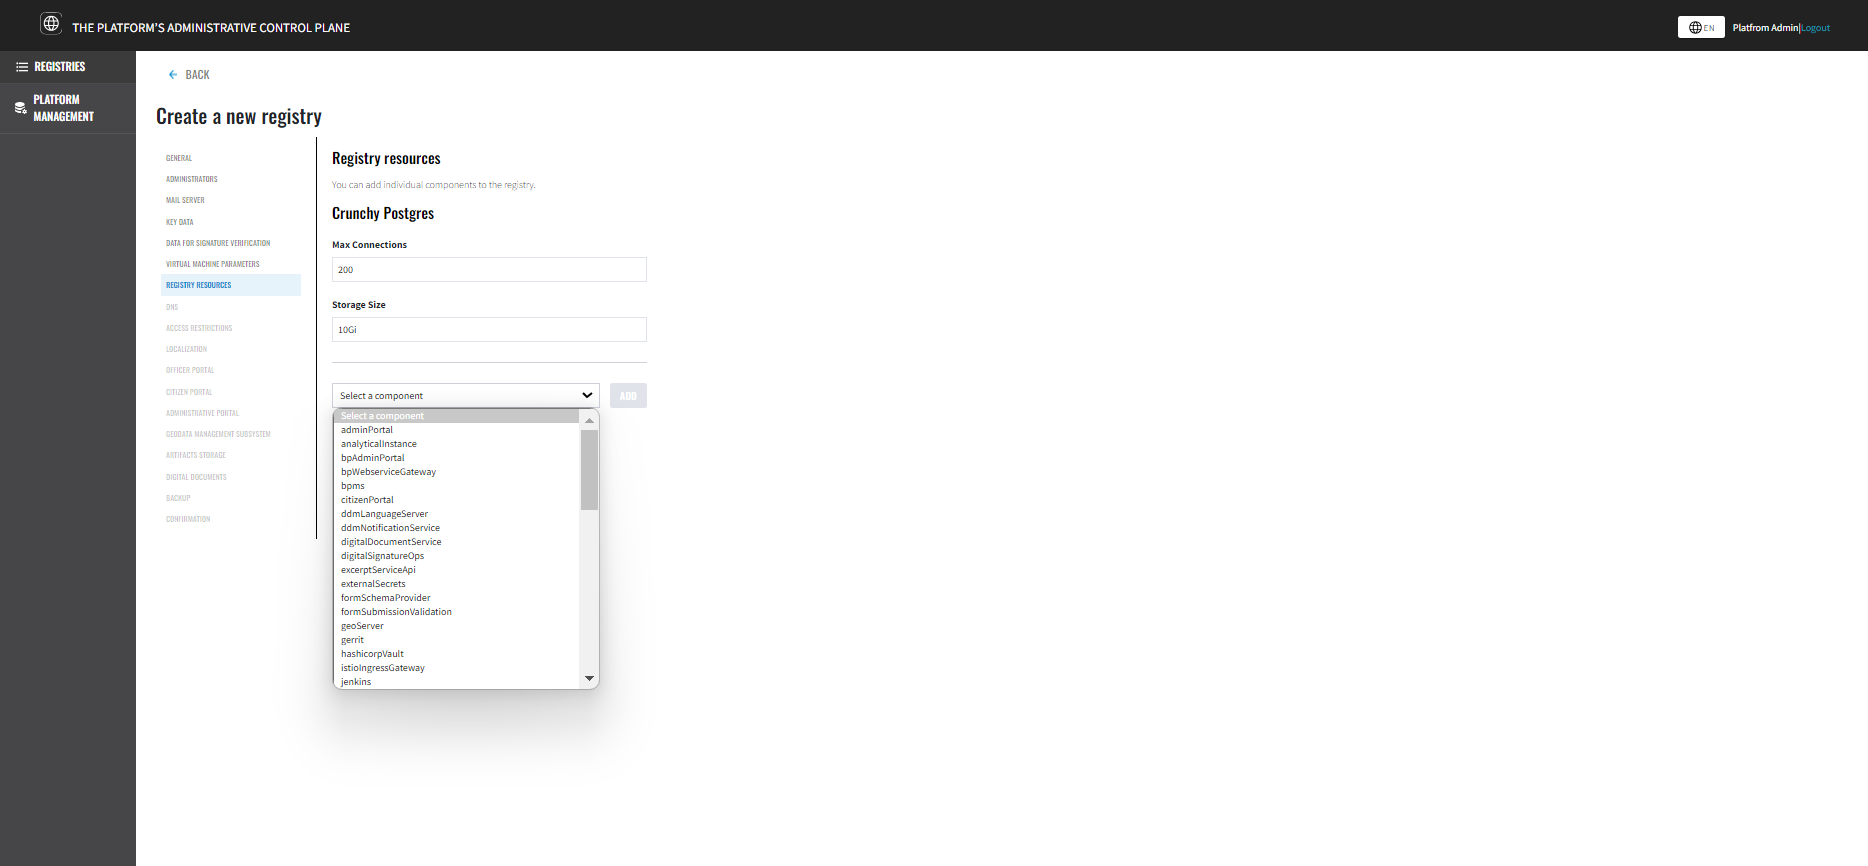 THE PLATFORM'S ADMINISTRATIVE CONTROL PLANE
EN
Platfrom Admin|Logout
REGISTRIES
PLATFORM
MANAGEMENT
BACK
Create a new registry
GENERAL
ADMINISTRATORS
MAIL SERVER
KEY DATA
DATA FOR SIGNATURE VERIFICATION
VIRTUAL MACHINE PARAMETERS
REGISTRY RESOURCES
DNS
ACCESS RESTRICTIONS
LOCALIZATION
OFFICER PORTAL
CITIZEN PORTAL
ADMINISTRATIVE PORTAL
GEODATA MANAGEMENT SUBSYSTEM
ARTIFACTS STORAGE
DIGITAL DOCUMENTS
BACKUP
CONFIRMATION
Registry resources
You can add individual components to the registry.
Crunchy Postgres
Max Connections
200
Storage Size
10Gi
Select a component
ADD
Select a component
adminPortal
analyticalInstance
bpAdminPortal
bpWebserviceGateway
bpms
citizenPortal
ddmLanguageServer
ddmNotificationService
digitalDocumentService
digitalSignatureOps
excerptServiceApi
externalSecrets
formSchemaProvider
formSubmissionValidation
geoServer
gerrit
hashicorpVault
istioIngressGateway
jenkins